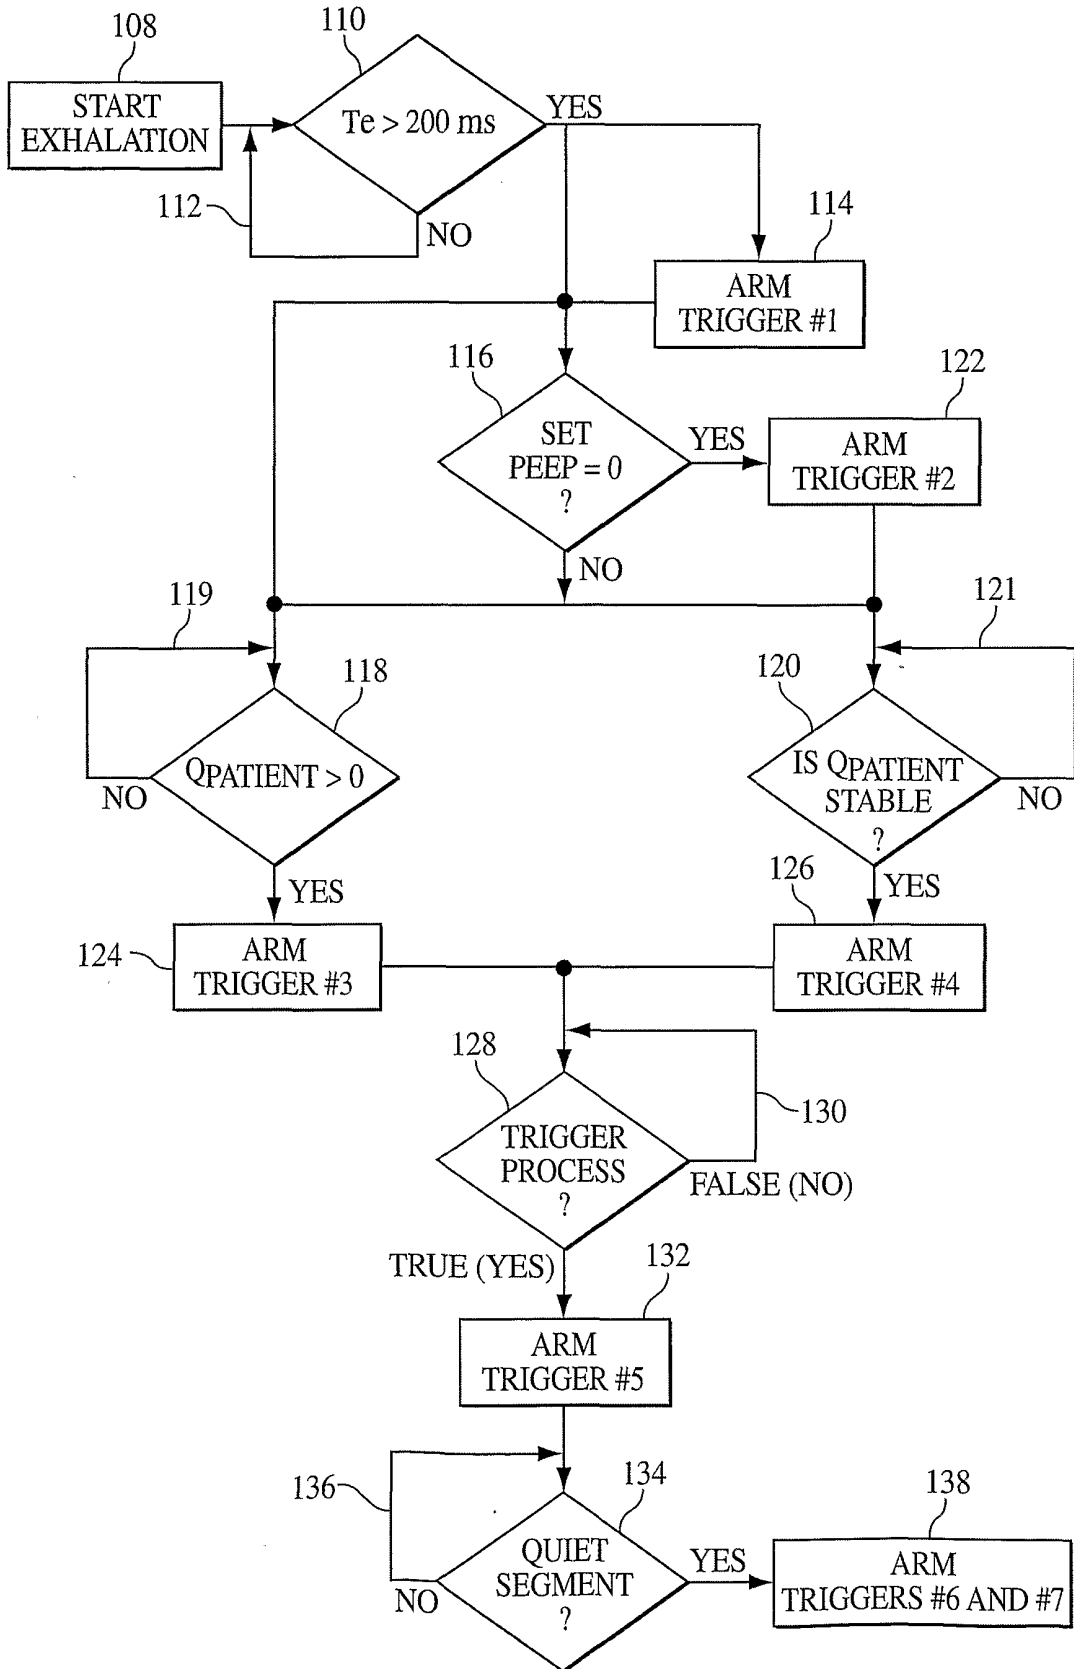 108
START
EXHALATION
110
Te > 200 ms
YES
112
NO
114
ARM
TRIGGER #1
116
SET
PEEP = 0
?
YES
122
ARM
TRIGGER #2
NO
119
121
118
QPATIENT > 0
NO
120
IS QPATIENT
STABLE
?
NO
YES
126
YES
124
ARM
TRIGGER #3
ARM
TRIGGER #4
128
130
TRIGGER
PROCESS
?
FALSE (NO)
TRUE (YES)
132
ARM
TRIGGER #5
136
134
QUIET
SEGMENT
?
NO
YES
138
ARM
TRIGGERS #6 AND #7